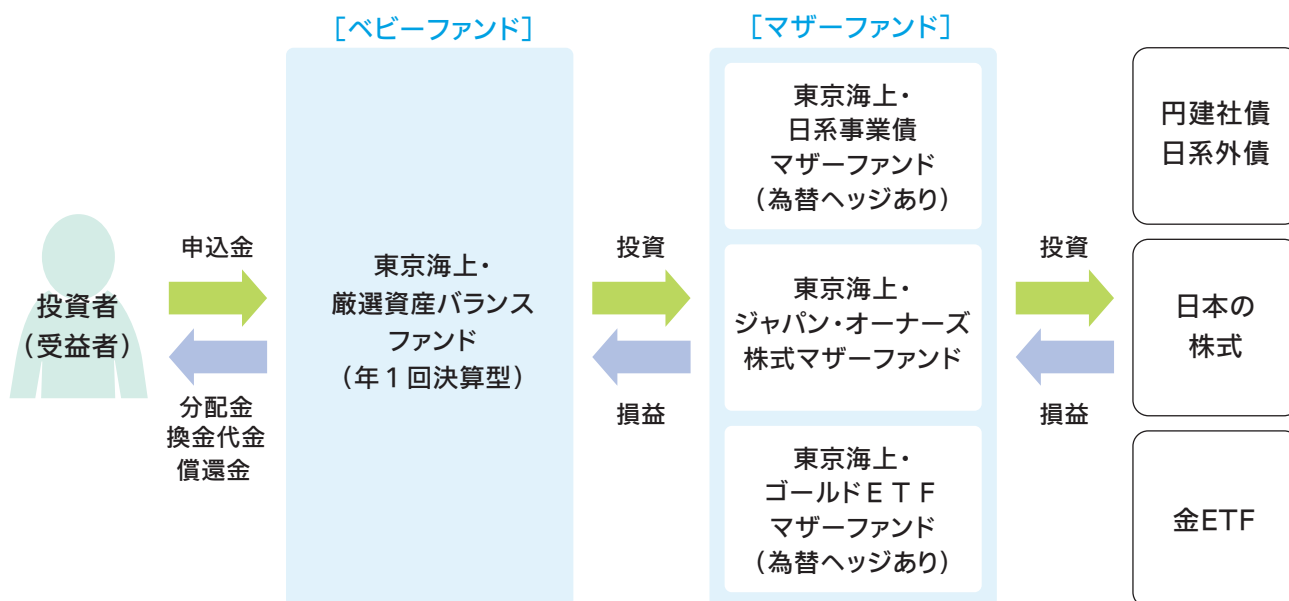 ［ベビーファンド］
［マザーファンド］
投資者
（受益者）
申込金
分配金
換金代金
償還金
東京海上・
厳選資産バランス
ファンド
（年１回決算型）
投資
損益
東京海上・
日系事業債
マザーファンド
（為替ヘッジあり）
東京海上・
ジャパン・オーナーズ
株式マザーファンド
東京海上・
ゴールドＥＴＦ
マザーファンド
（為替ヘッジあり）
投資
損益
円建社債
日系外債
日本の
株式
金ETF